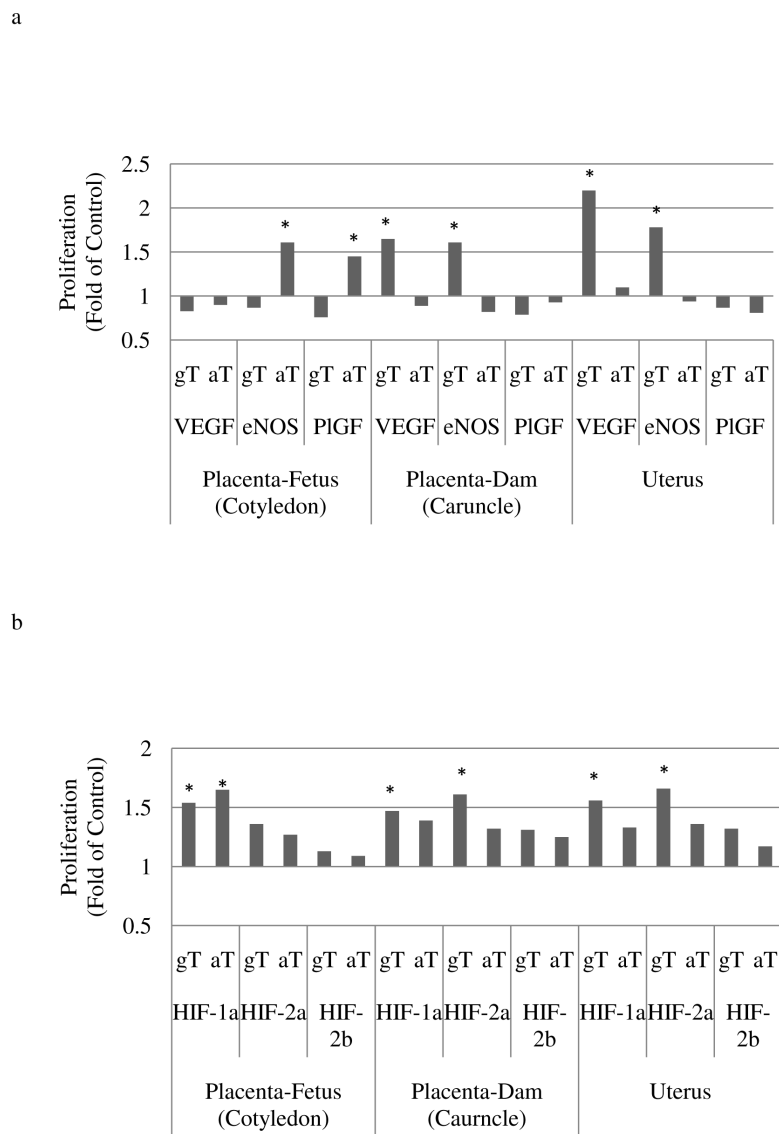 a
2.5
2
1.5
1
0.5
Proliferation
(Fold of Control)
* * * * * *
gT aT gT aT gT aT gT aT gT aT gT aT gT aT gT aT gT aT
VEGF eNOS PlGF VEGF eNOS PlGF VEGF eNOS PlGF
Placenta-Fetus Placenta-Dam Uterus
(Cotyledon) (Caruncle)
b
2
1.5
1
0.5
Proliferation
(Fold of Control)
* * * * * *
gT aT gT aT gT aT gT aT gT aT gT aT gT aT gT aT gT aT
HIF-1a HIF-2a HIF- HIF-1a HIF-2a HIF- HIF-1a HIF-2a HIF-
2b 2b 2b
Placenta-Fetus Placenta-Dam Uterus
(Cotyledon) (Caurncle)